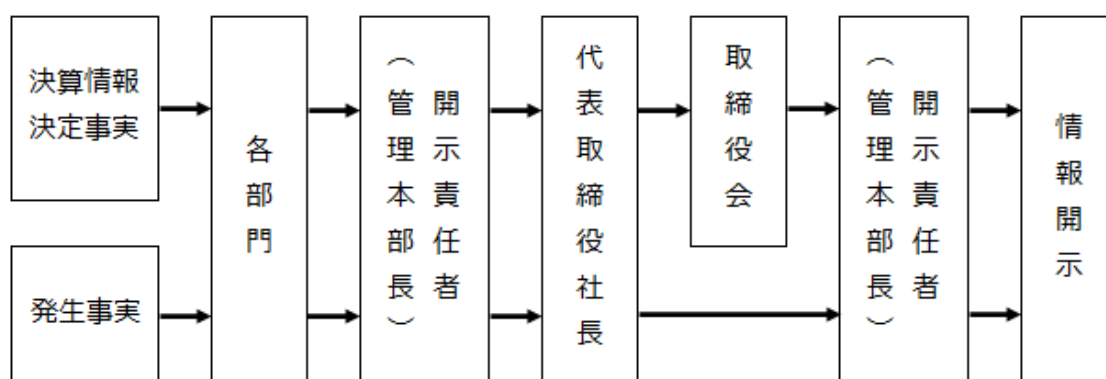 決算情報
決定事実
発生事実
各部門
開示責任者
（管理本部長）
代表取締役社長
取締役会
開示責任者
（管理本部長）
情報開示